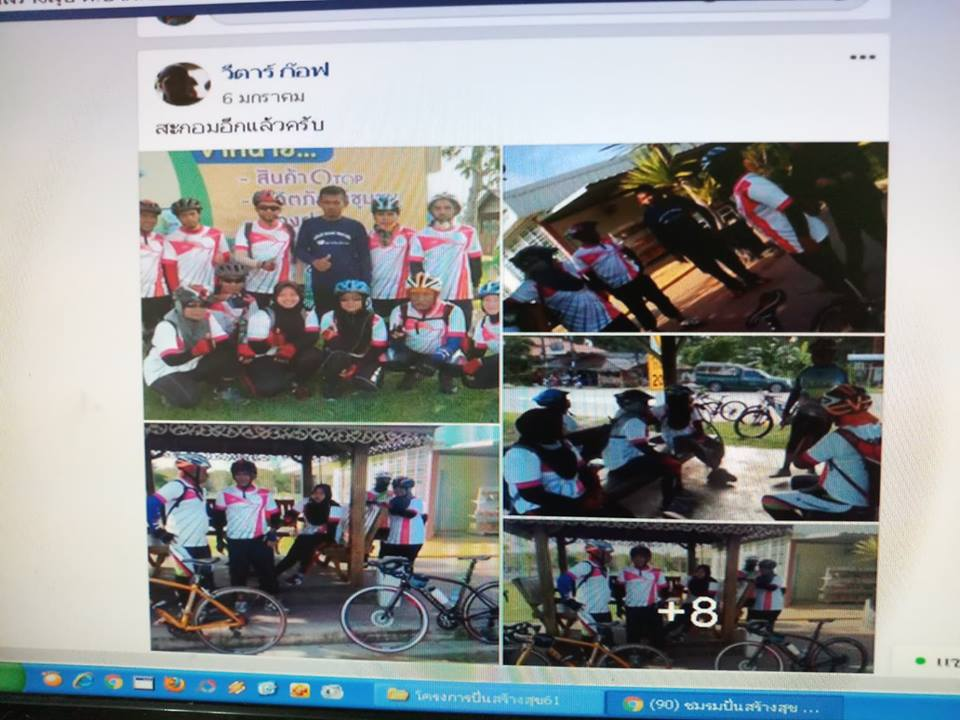 วีดาร์ ก๊อฟ
6 มกราคม
สะกอมอีกแล้วครับ
- สินค้า OTOP
+8
โครงการปั่นสร้างสุข61
(90) ชมรมปั่นสร้างสุข ...